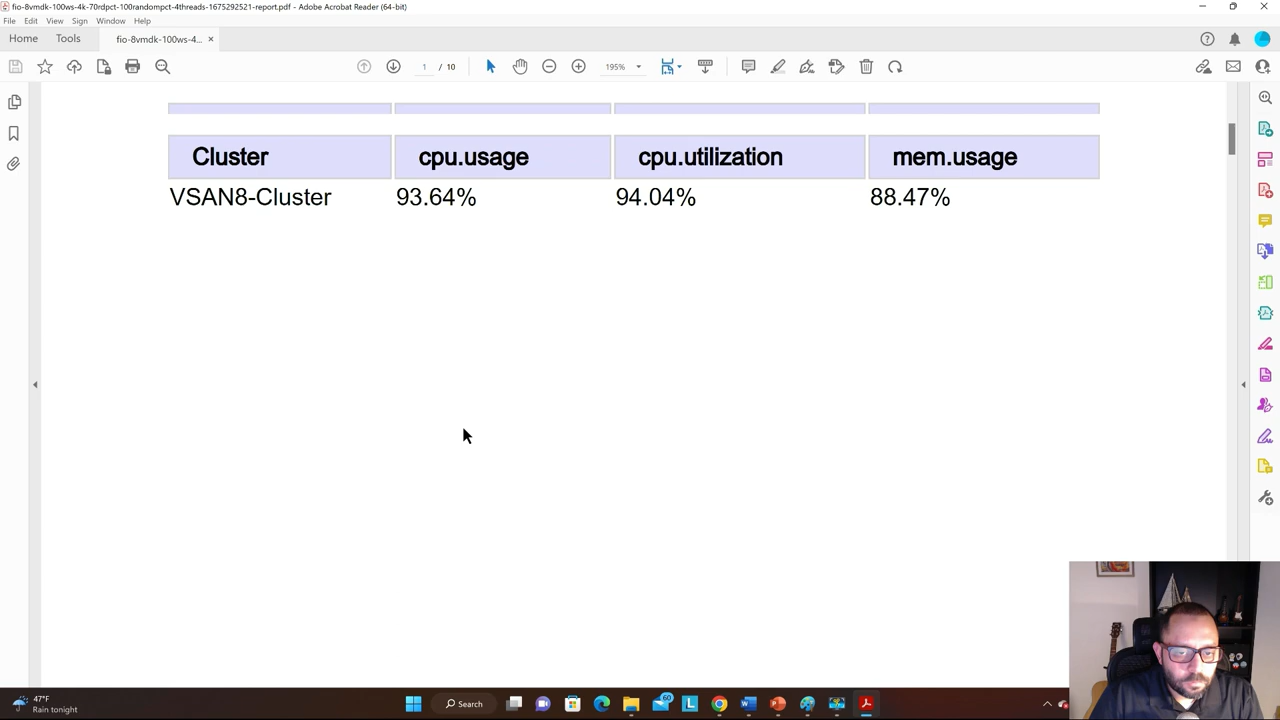 fio-8vmdk-100ws-4k-70rdpct-100randompct-4threads-1675292521-report.pdf - Adobe Acrobat Reader (64-bit)
File Edit View Sign Window Help
Home Tools fio-8vmdk-100ws-4... ×
1 / 10 195%
Cluster cpu.usage cpu.utilization mem.usage
VSAN8-Cluster 93.64% 94.04% 88.47%
47°F
Rain tonight
Search
60